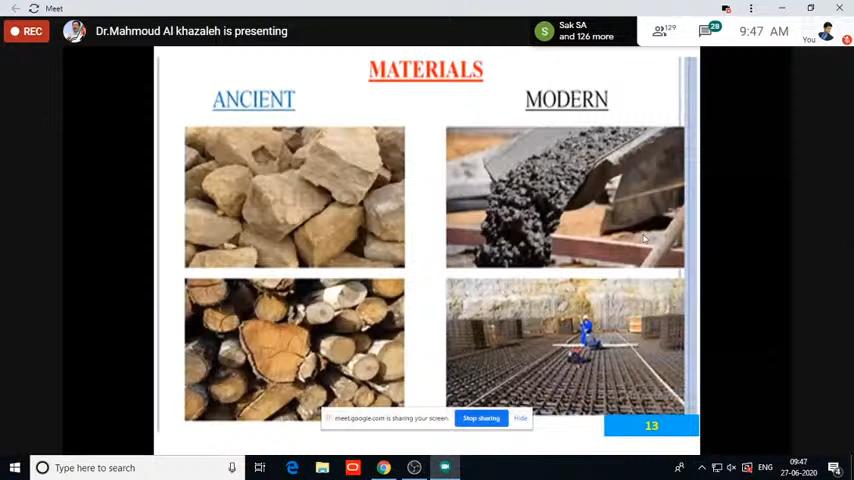 Meet
REC
Dr.Mahmoud Al khazaleh is presenting
S
Sak SA
and 126 more
129
28
9:47 AM
You
MATERIALS
ANCIENT
MODERN
meet.google.com is sharing your screen.
Stop sharing
Hide
13
Type here to search
ENG
09:47
27-06-2020
4